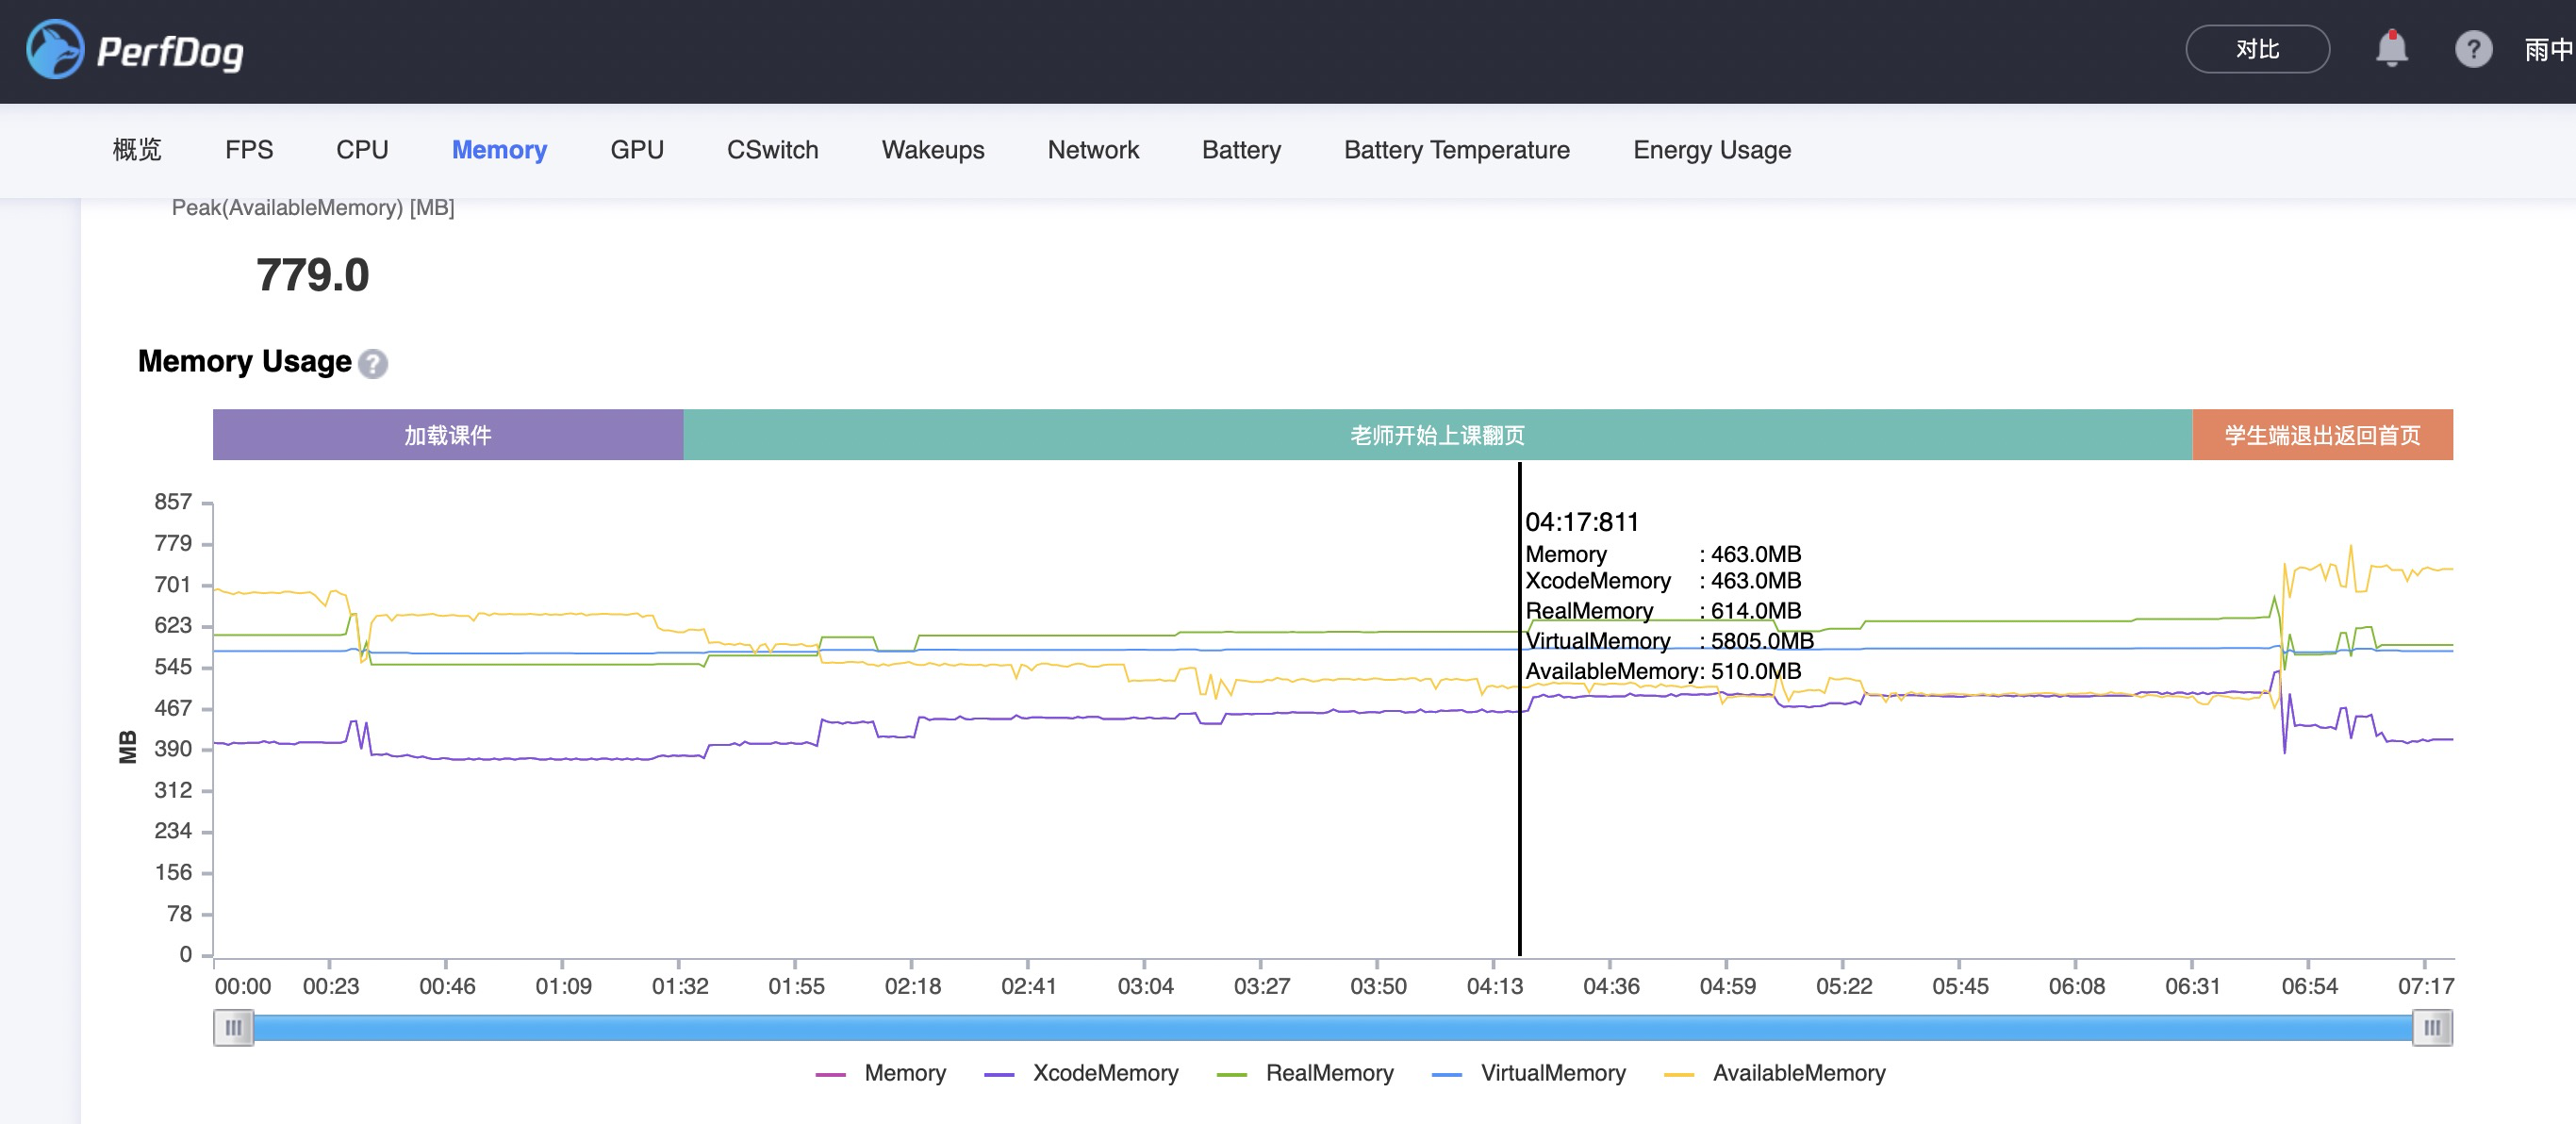 PerfDog
对比
雨中
概览 FPS CPU Memory GPU CSwitch Wakeups Network Battery Battery Temperature Energy Usage
Peak(AvailableMemory) [MB]
779.0
Memory Usage
加载课件 老师开始上课翻页 学生端退出返回首页
04:17:811
Memory : 463.0MB
XcodeMemory : 463.0MB
RealMemory : 614.0MB
VirtualMemory : 5805.0MB
AvailableMemory: 510.0MB
MB
857
779
701
623
545
467
390
312
234
156
78
0
00:00 00:23 00:46 01:09 01:32 01:55 02:18 02:41 03:04 03:27 03:50 04:13 04:36 04:59 05:22 05:45 06:08 06:31 06:54 07:17
Memory XcodeMemory RealMemory VirtualMemory AvailableMemory